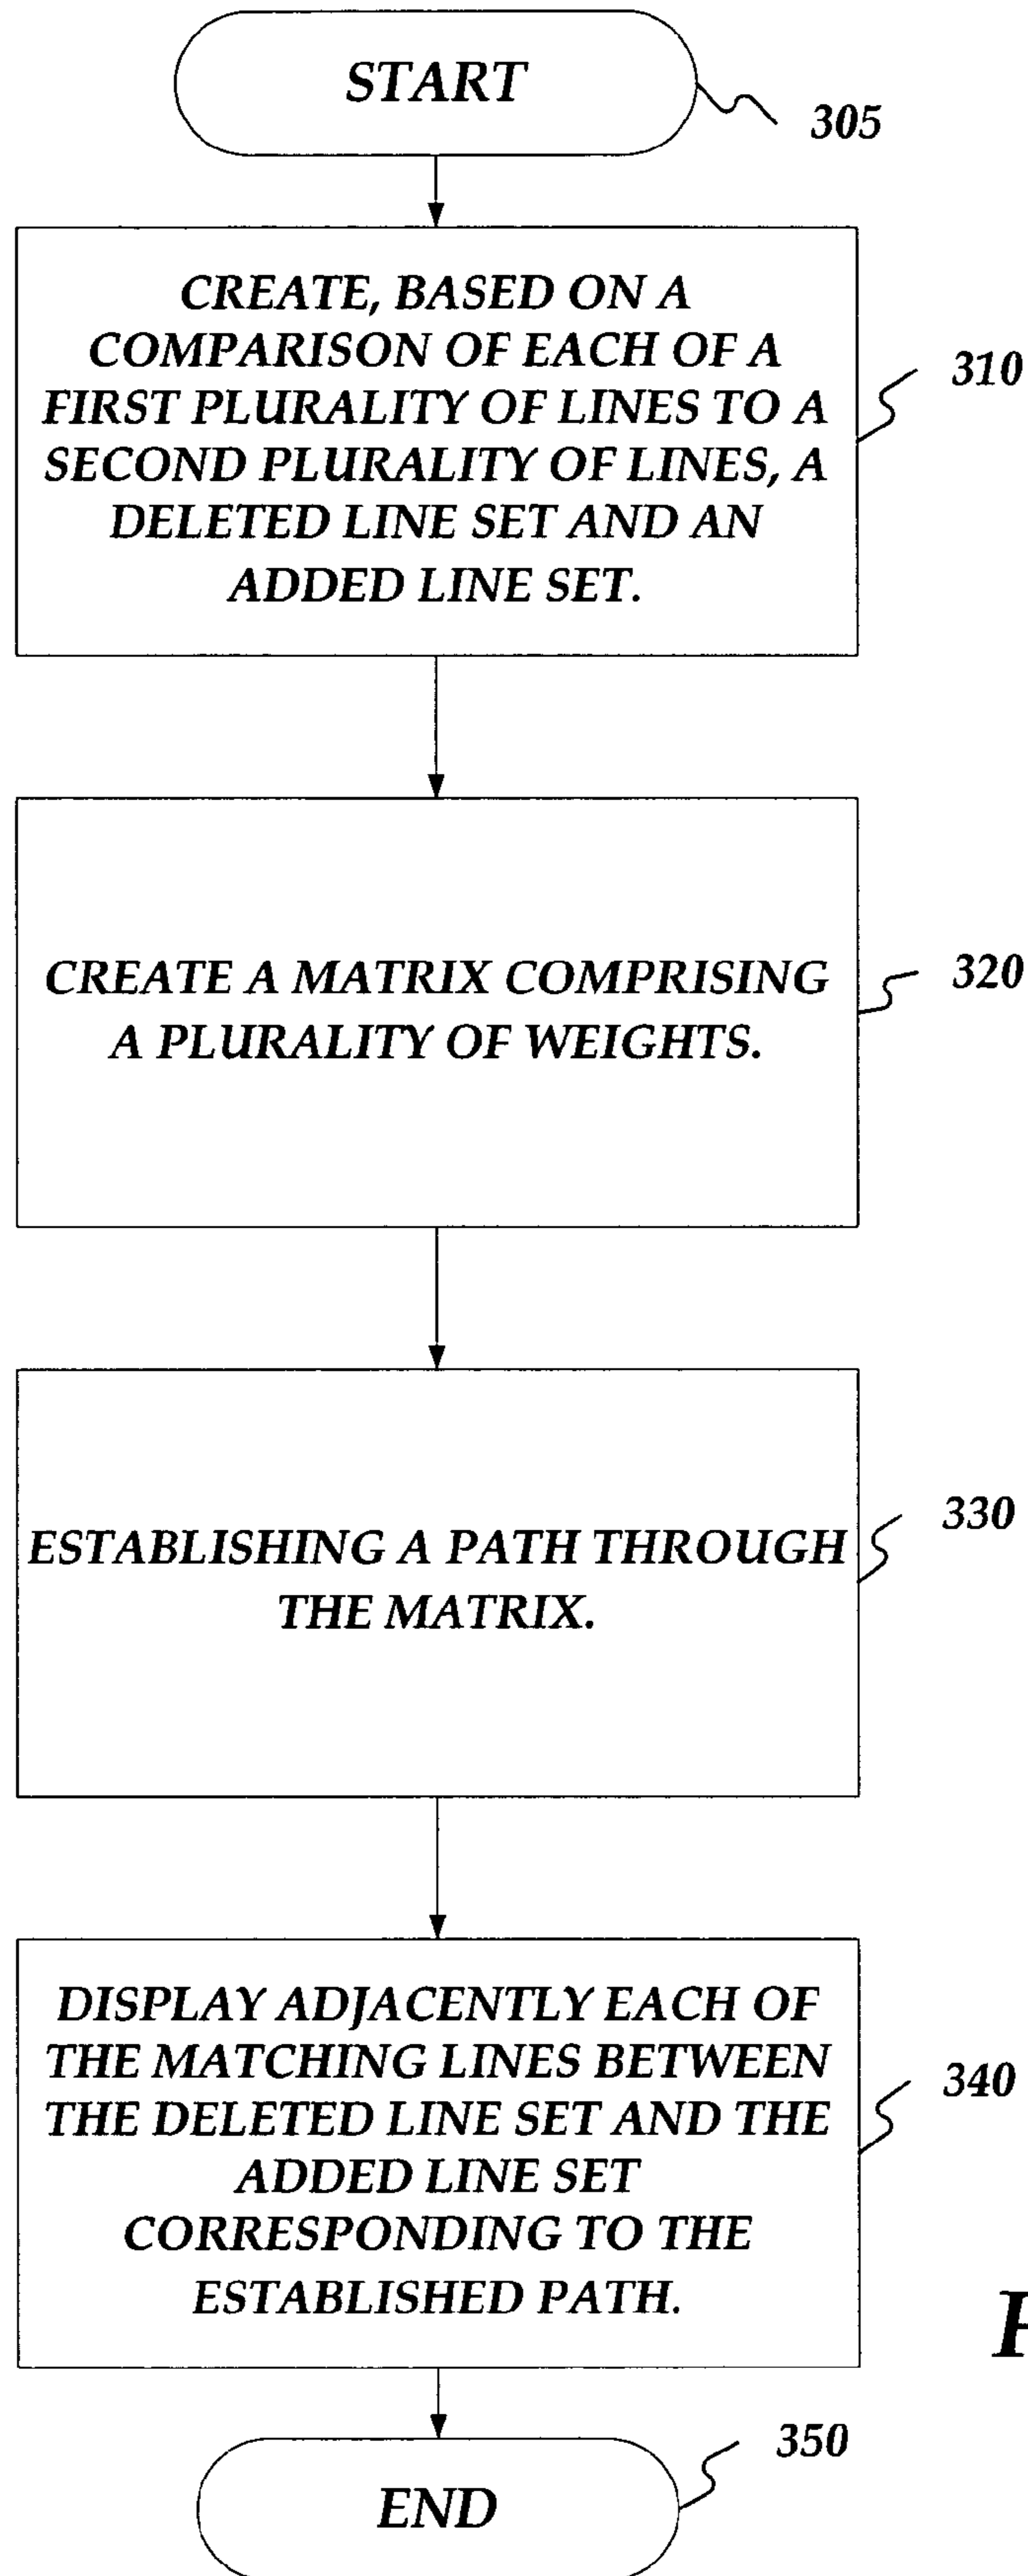 START
305
CREATE, BASED ON A
COMPARISON OF EACH OF A
FIRST PLURALITY OF LINES TO A
SECOND PLURALITY OF LINES, A
DELETED LINE SET AND AN
ADDED LINE SET.
310
CREATE A MATRIX COMPRISING
A PLURALITY OF WEIGHTS.
320
ESTABLISHING A PATH THROUGH
THE MATRIX.
330
DISPLAY ADJACENTLY EACH OF
THE MATCHING LINES BETWEEN
THE DELETED LINE SET AND THE
ADDED LINE SET
CORRESPONDING TO THE
ESTABLISHED PATH.
340
END
350